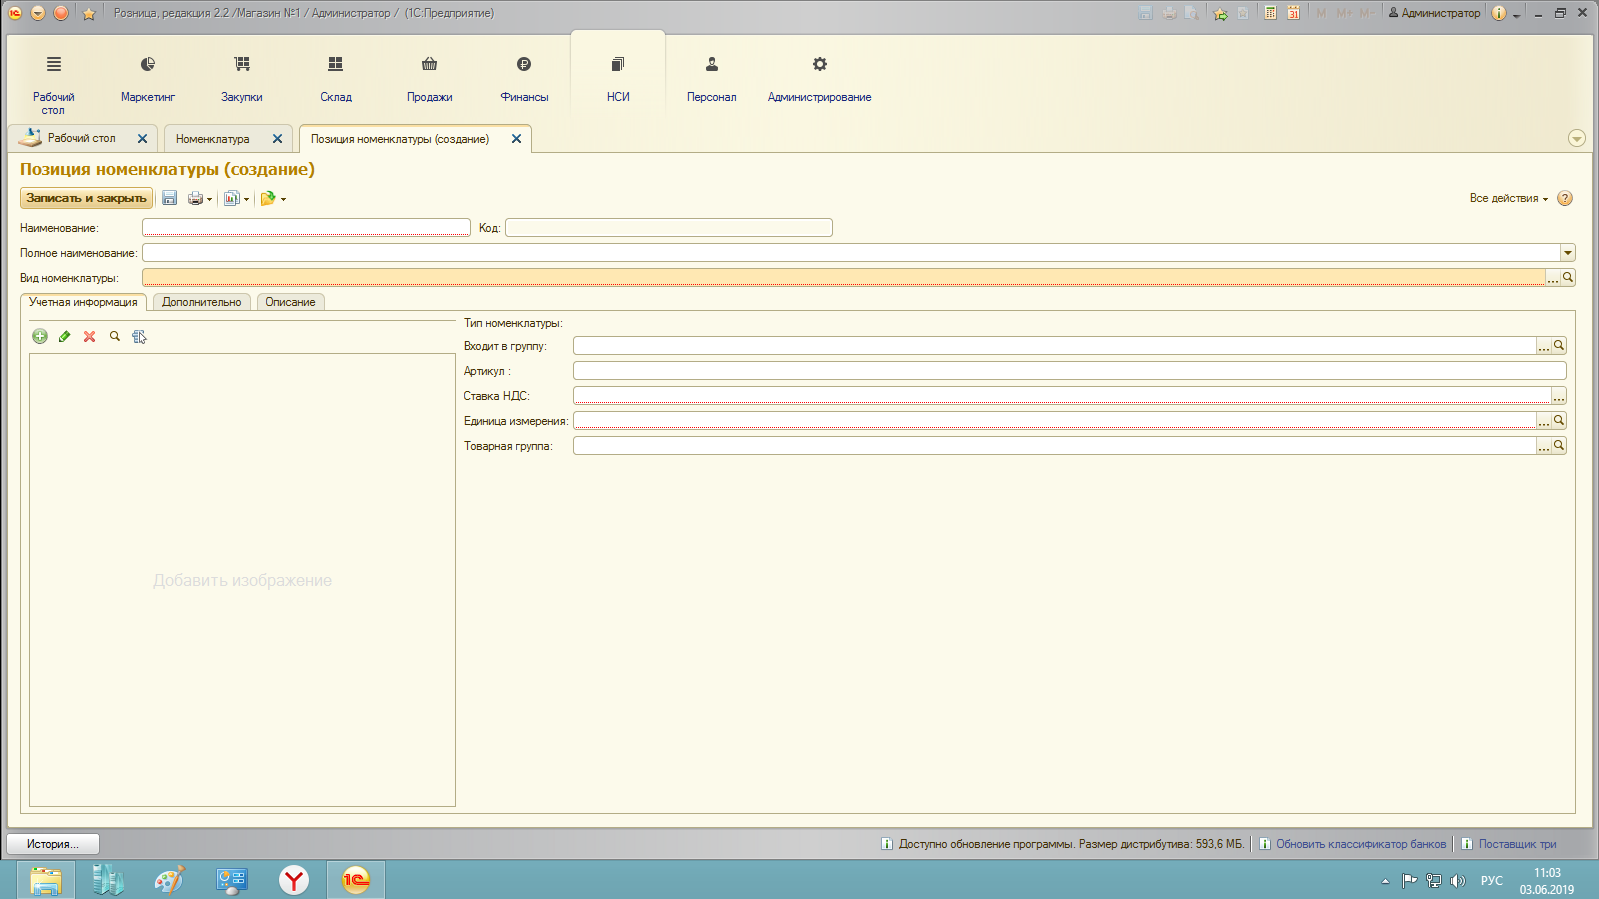 Розница, редакция 2.2 /Магазин №1 / Администратор / (1С:Предприятие)
31 M M+ M- Администратор
Рабочий стол
Маркетинг
Закупки
Склад
Продажи
Финансы
НСИ
Персонал
Администрирование
Рабочий стол
Номенклатура
Позиция номенклатуры (создание)
Позиция номенклатуры (создание)
Записать и закрыть
Все действия
?
Наименование:
Код:
Полное наименование:
Вид номенклатуры:
...
Учетная информация
Дополнительно
Описание
Добавить изображение
Тип номенклатуры:
Входит в группу:
...
Артикул :
Ставка НДС:
...
Единица измерения:
...
Товарная группа:
...
История...
Доступно обновление программы. Размер дистрибутива: 593,6 МБ.
Обновить классификатор банков
Поставщик три
1С
РУС
11:03
03.06.2019